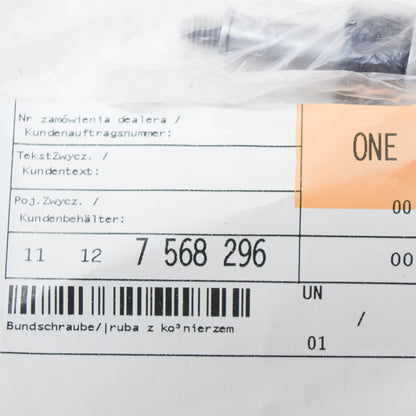 Nr zamówienia dealera /
Kundenauftragsnummer:
ONE
TekstZwycz. /
Kundentext:
Poj.Zwycz. /
Kundenbehälter:
00
11 12 7 568 296
00
UN
/
01
Bundschraube/|ruba z ko³nierzem